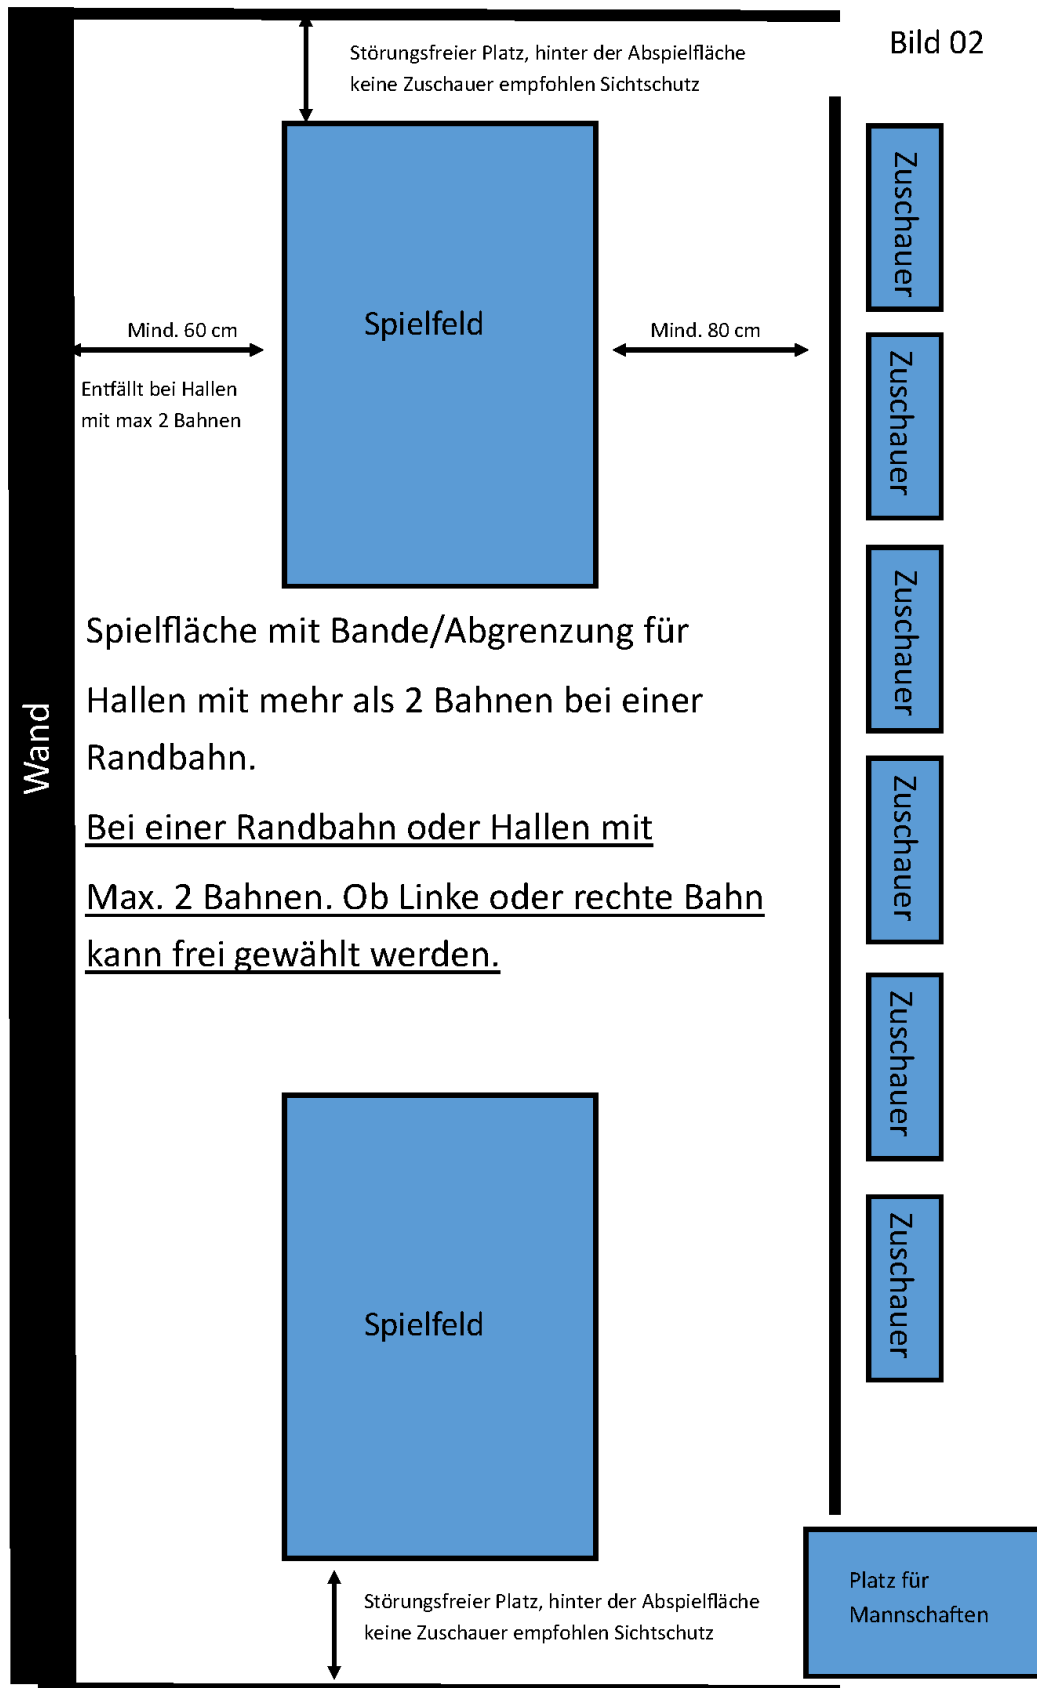 Bild 02
Störungsfreier Platz, hinter der Abspielfläche
keine Zuschauer empfohlen Sichtschutz
Zuschauer
Spielfeld
Mind. 60 cm
Mind. 80 cm
Entfällt bei Hallen
mit max 2 Bahnen
Zuschauer
Zuschauer
Spielfläche mit Bande/Abgrenzung für
Hallen mit mehr als 2 Bahnen bei einer
Randbahn.
Wand
Bei einer Randbahn oder Hallen mit
Max. 2 Bahnen. Ob Linke oder rechte Bahn
kann frei gewählt werden.
Zuschauer
Zuschauer
Zuschauer
Spielfeld
Platz für
Mannschaften
Störungsfreier Platz, hinter der Abspielfläche
keine Zuschauer empfohlen Sichtschutz